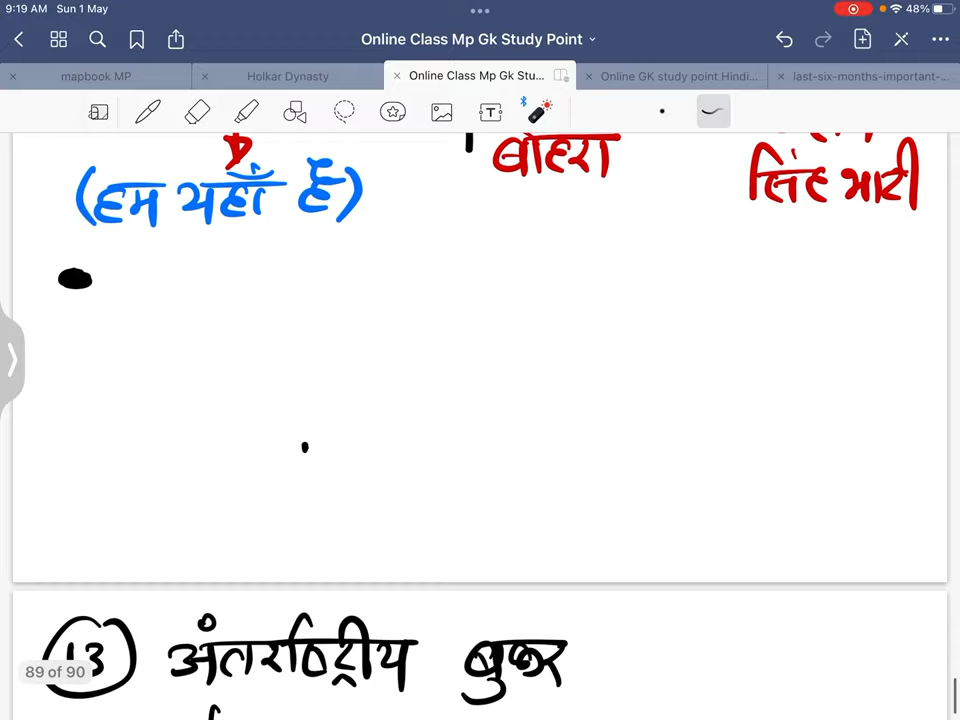 9:19 AM Sun 1 May
48%
Online Class Mp Gk Study Point
mapbook MP
Holkar Dynasty
Online Class Mp Gk Stu...
Online GK study point Hindi...
last-six-months-important-...
बोहरा
सिंह भाटी
(हम यहाँ है)
13 अंतर्राष्ट्रीय बुकर
89 of 90